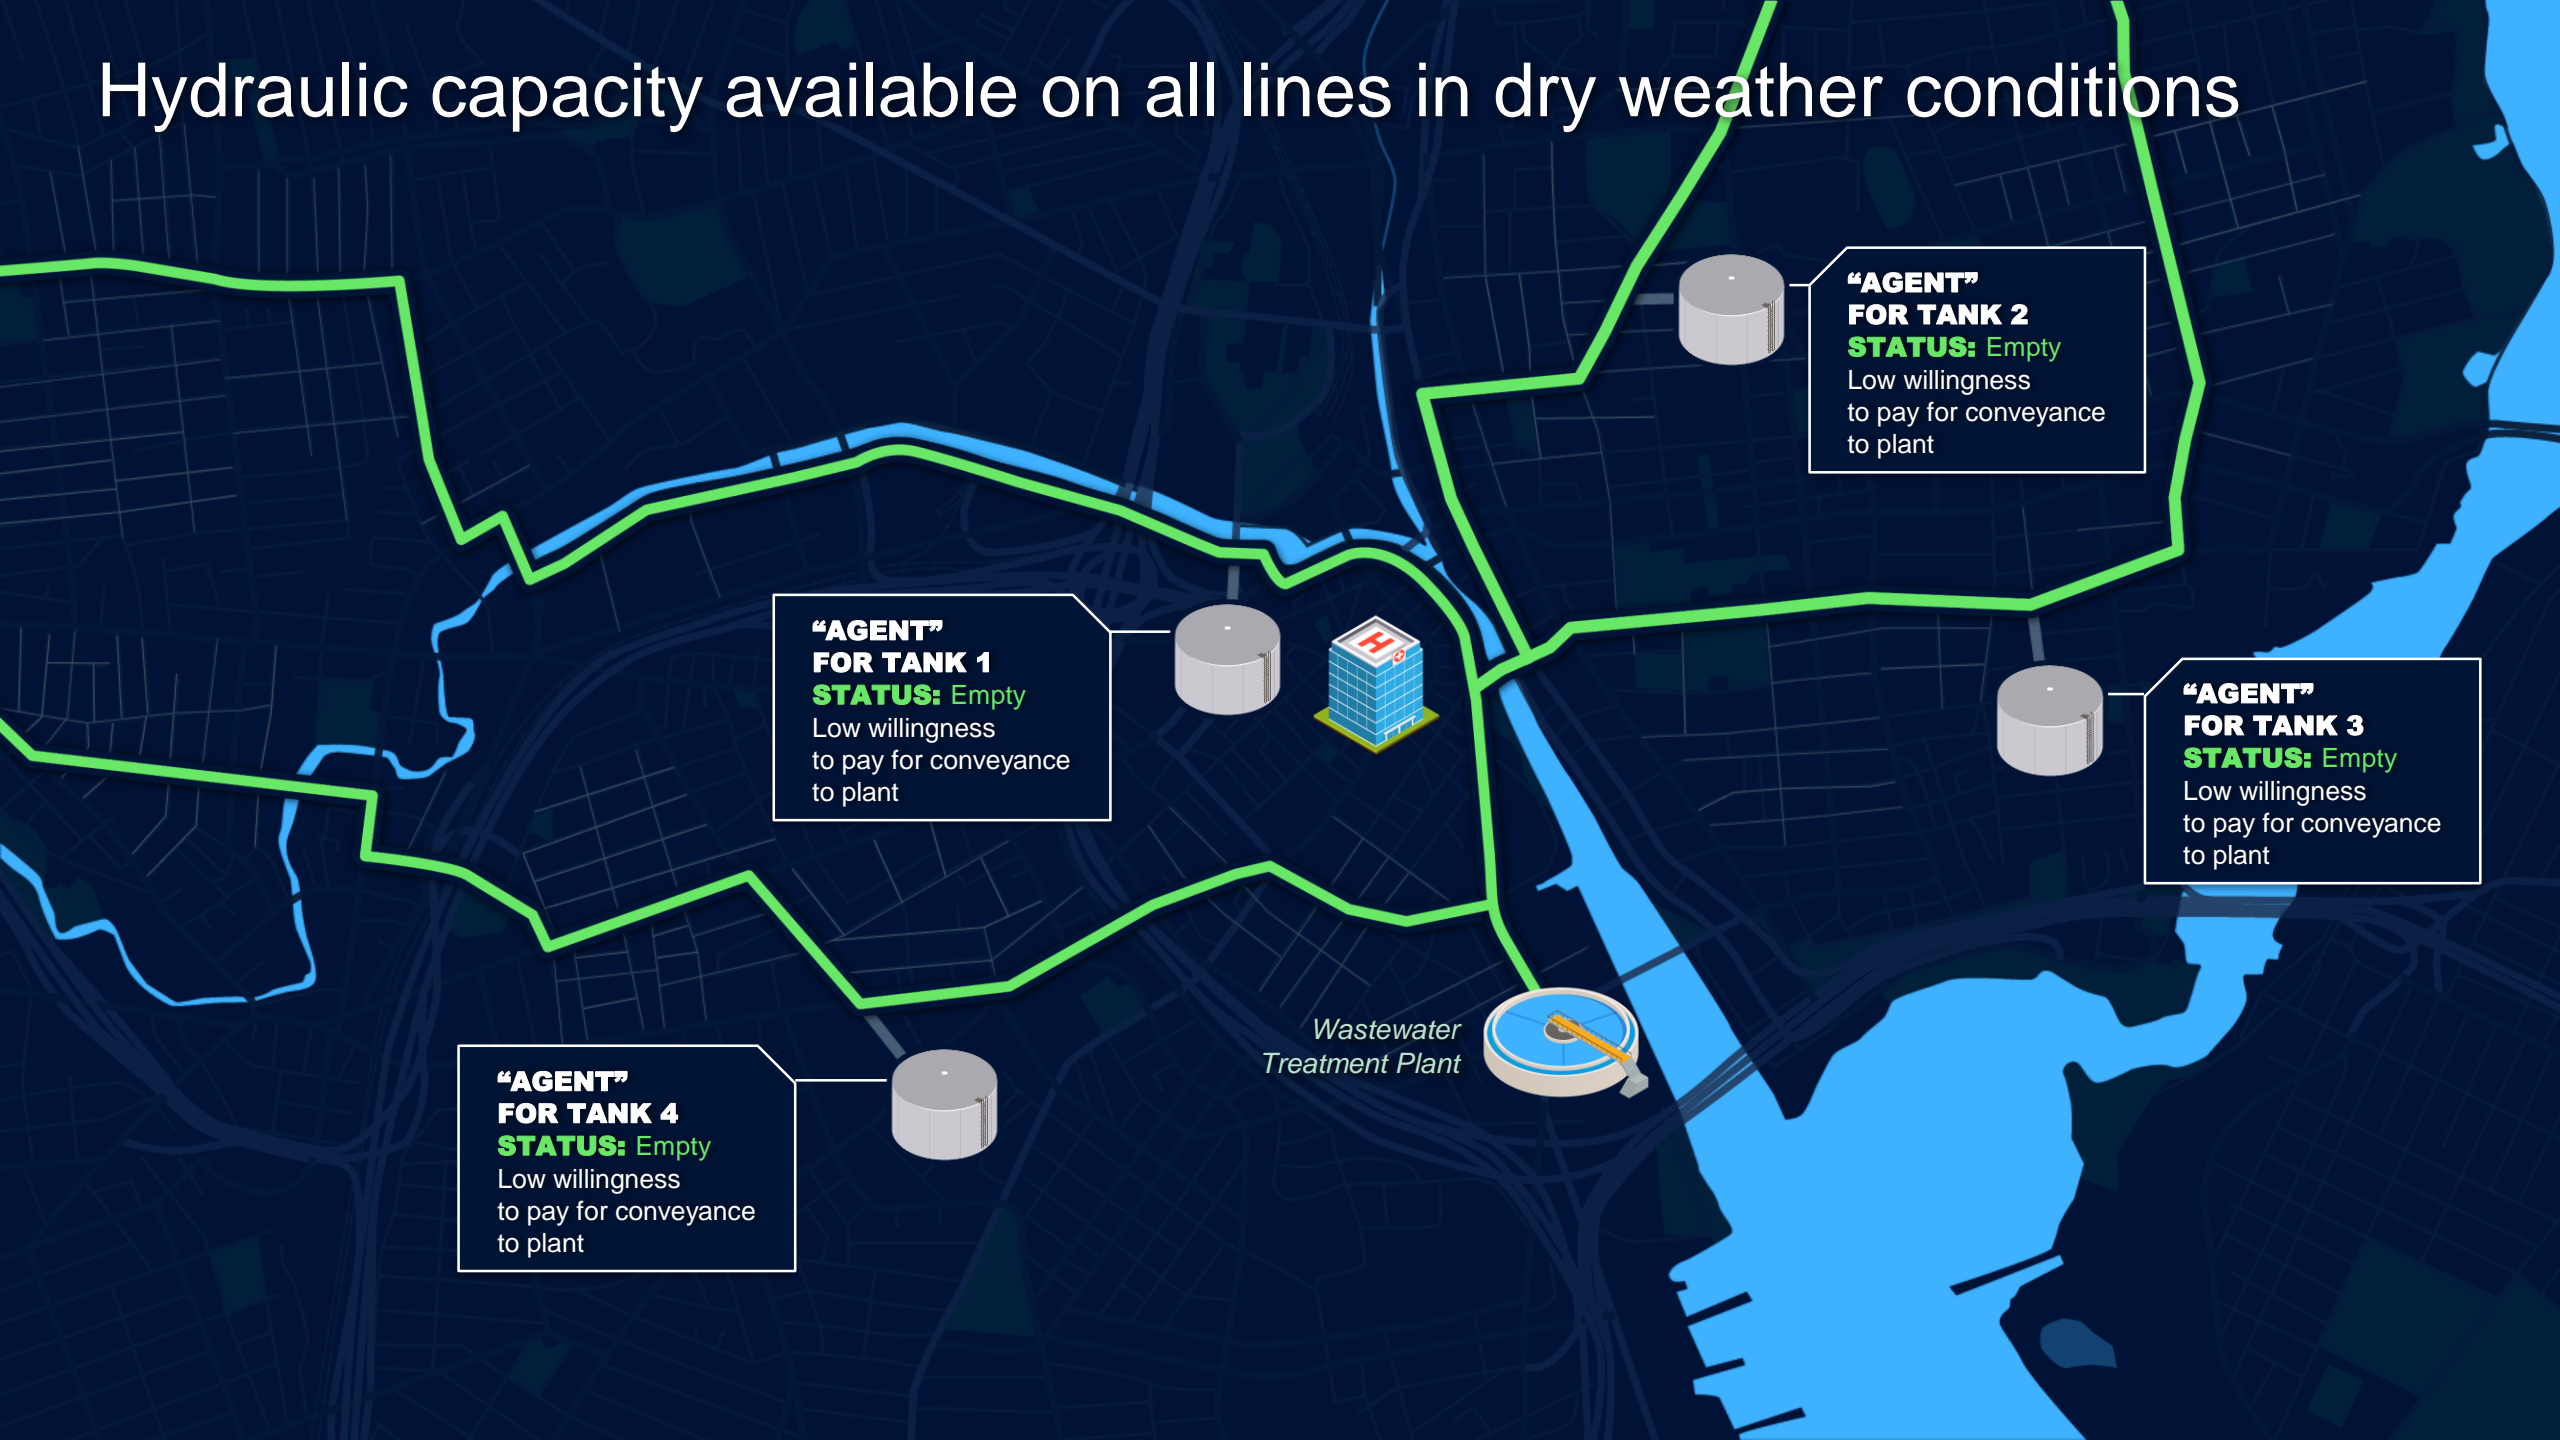 Hydraulic capacity available on all lines in dry weather conditions
“AGENT”
FOR TANK 2
STATUS: Empty
Low willingness
to pay for conveyance
to plant
“AGENT”
FOR TANK 1
STATUS: Empty
Low willingness
to pay for conveyance
to plant
H
“AGENT”
FOR TANK 3
STATUS: Empty
Low willingness
to pay for conveyance
to plant
Wastewater
Treatment Plant
“AGENT”
FOR TANK 4
STATUS: Empty
Low willingness
to pay for conveyance
to plant